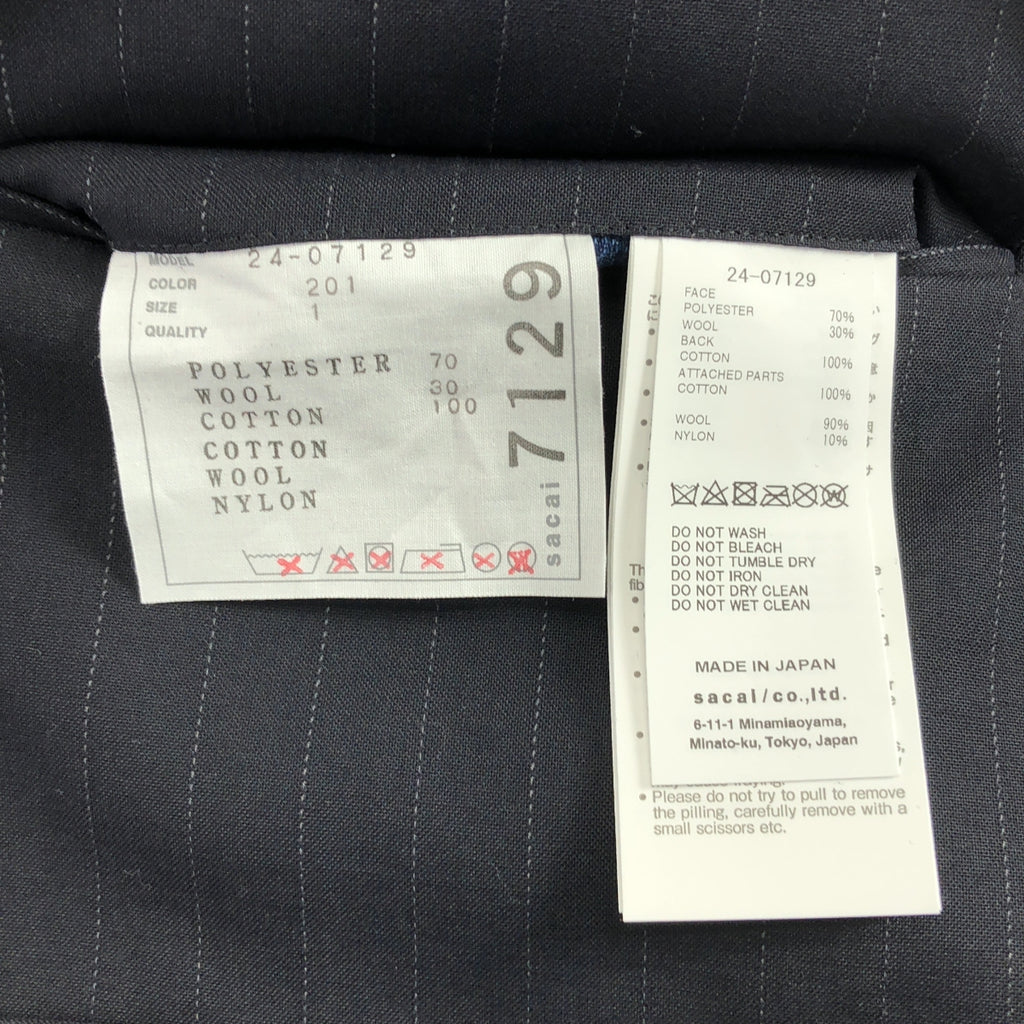 MODEL 24-07129
COLOR 201
SIZE 1
QUALITY
POLYESTER 70
WOOL 30
COTTON 100
COTTON
WOOL
NYLON
sacai 7129
24-07129
FACE
POLYESTER 70%
WOOL 30%
BACK
COTTON 100%
ATTACHED PARTS
COTTON 100%
WOOL 90%
NYLON 10%
DO NOT WASH
DO NOT BLEACH
DO NOT TUMBLE DRY
DO NOT IRON
DO NOT DRY CLEAN
DO NOT WET CLEAN
MADE IN JAPAN
sacai/co.,ltd.
6-11-1 Minamiaoyama,
Minato-ku, Tokyo, Japan
• Please do not try to pull to remove
the pilling, carefully remove with a
small scissors etc.